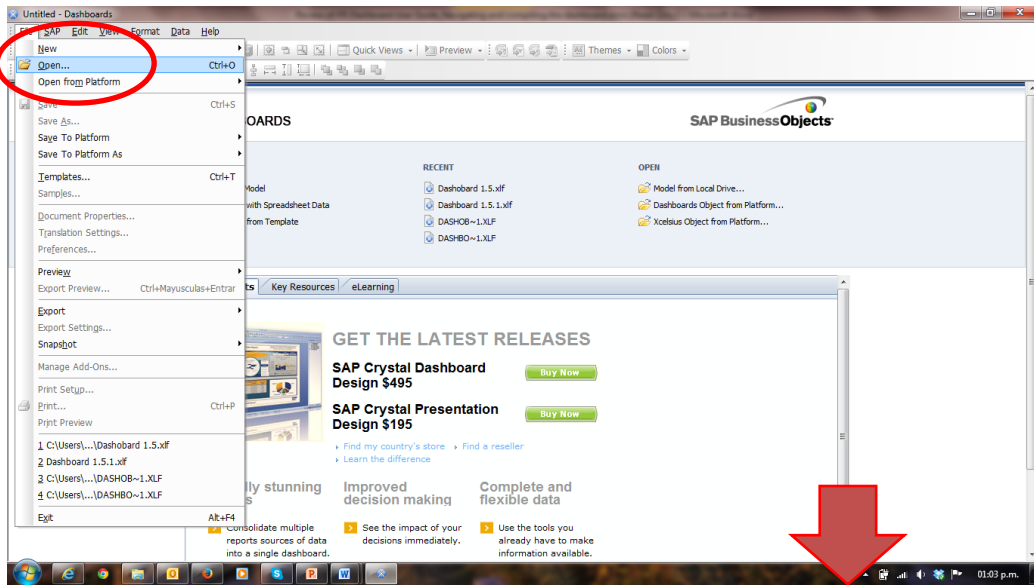 Untitled - Dashboards
File SAP Edit View Format Data Help
Quick Views Preview Themes Colors
New
Open... Ctrl+O
Open from Platform
Save Ctrl+S
Save As...
Save To Platform
Save To Platform As
Templates... Ctrl+T
Samples...
Document Properties...
Translation Settings...
Preferences...
Preview
Export Preview... Ctrl+Mayusculas+Entrar
Export
Export Settings...
Snapshot
Manage Add-Ons...
Print Setup...
Print... Ctrl+P
Print Preview
1 C:\Users\...\Dashobard 1.5.xlf
2 Dashboard 1.5.1.xlf
3 C:\Users\...\DASHOB~1.XLF
4 C:\Users\...\DASHBO~1.XLF
Exit Alt+F4
OARDS
SAP BusinessObjects
Model
with Spreadsheet Data
from Template
RECENT
Dashobard 1.5.xlf
Dashboard 1.5.1.xlf
DASHOB~1.XLF
DASHBO~1.XLF
OPEN
Model from Local Drive...
Dashboards Object from Platform...
Xcelsius Object from Platform...
ts Key Resources eLearning
GET THE LATEST RELEASES
SAP Crystal Dashboard
Design $495
Buy Now
SAP Crystal Presentation
Design $195
Buy Now
Find my country's store Find a reseller
Learn the difference
lly stunning
s
Consolidate multiple
reports sources of data
into a single dashboard.
Improved
decision making
See the impact of your
decisions immediately.
Complete and
flexible data
Use the tools you
already have to make
information available.
01:03 p.m.